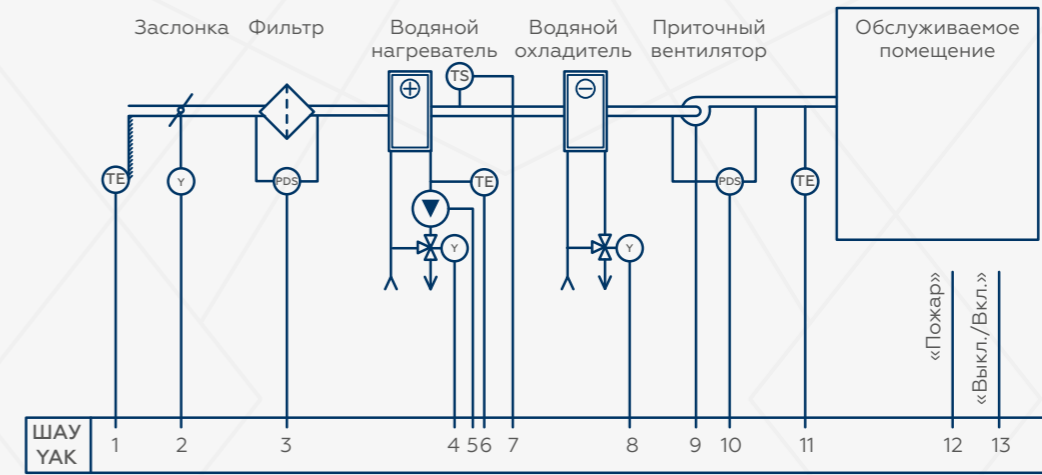 Заслонка
Фильтр
Водяной
нагреватель
Водяной
охладитель
Приточный
вентилятор
Обслуживаемое
помещение
TS
TE
Y
PDS
TE
PDS
TE
Y
Y
«Пожар»
«Выкл./Вкл.»
ШАУ
YAK
1 2 3 4 5 6 7 8 9 10 11 12 13